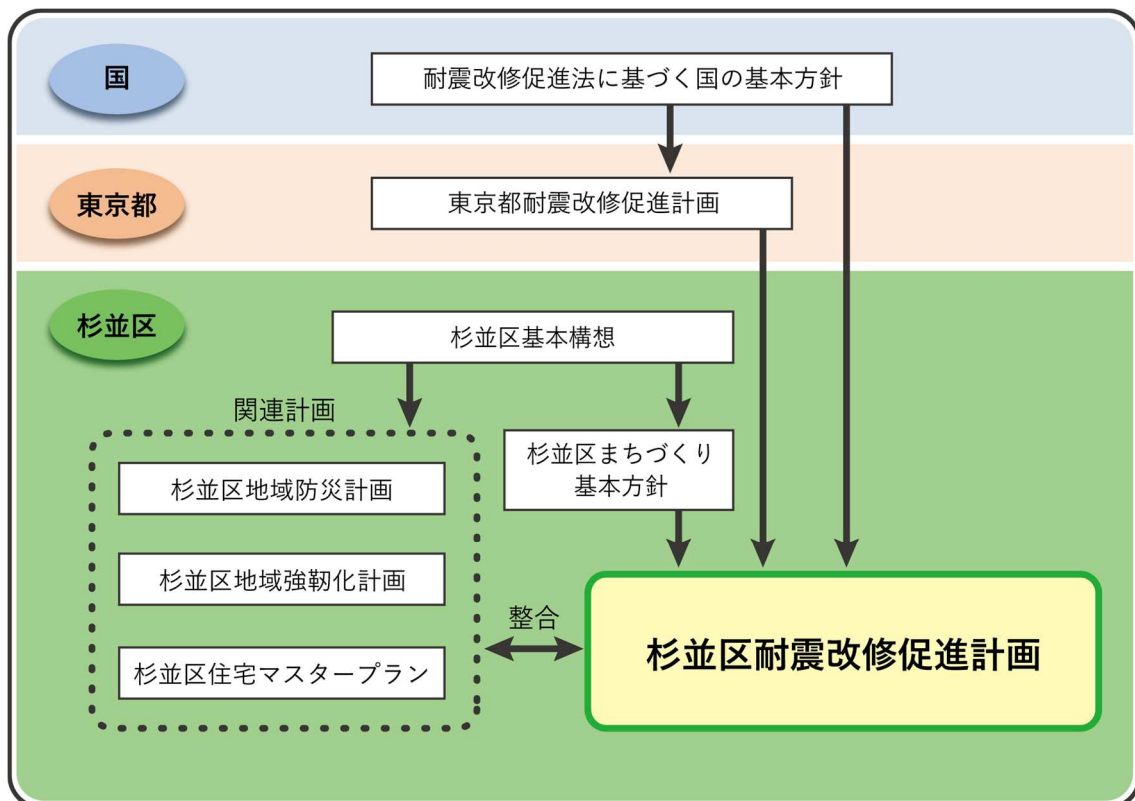 国
耐震改修促進法に基づく国の基本方針
東京都
東京都耐震改修促進計画
杉並区
杉並区基本構想
関連計画
杉並区まちづくり
基本方針
杉並区地域防災計画
杉並区地域強靭化計画
杉並区住宅マスタープラン
整合
杉並区耐震改修促進計画